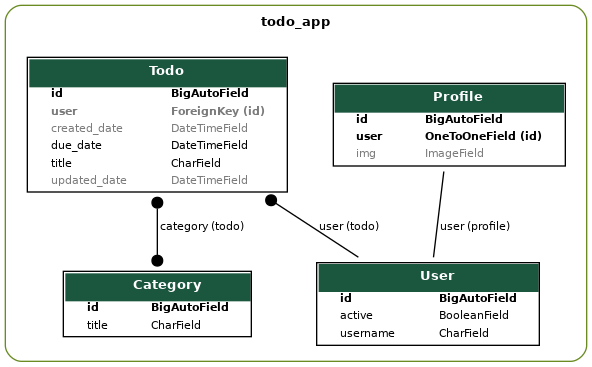 todo_app
Todo
id BigAutoField
user ForeignKey (id)
created_date DateTimeField
due_date DateTimeField
title CharField
updated_date DateTimeField
Profile
id BigAutoField
user OneToOneField (id)
img ImageField
category (todo)
user (todo)
user (profile)
Category
id BigAutoField
title CharField
User
id BigAutoField
active BooleanField
username CharField